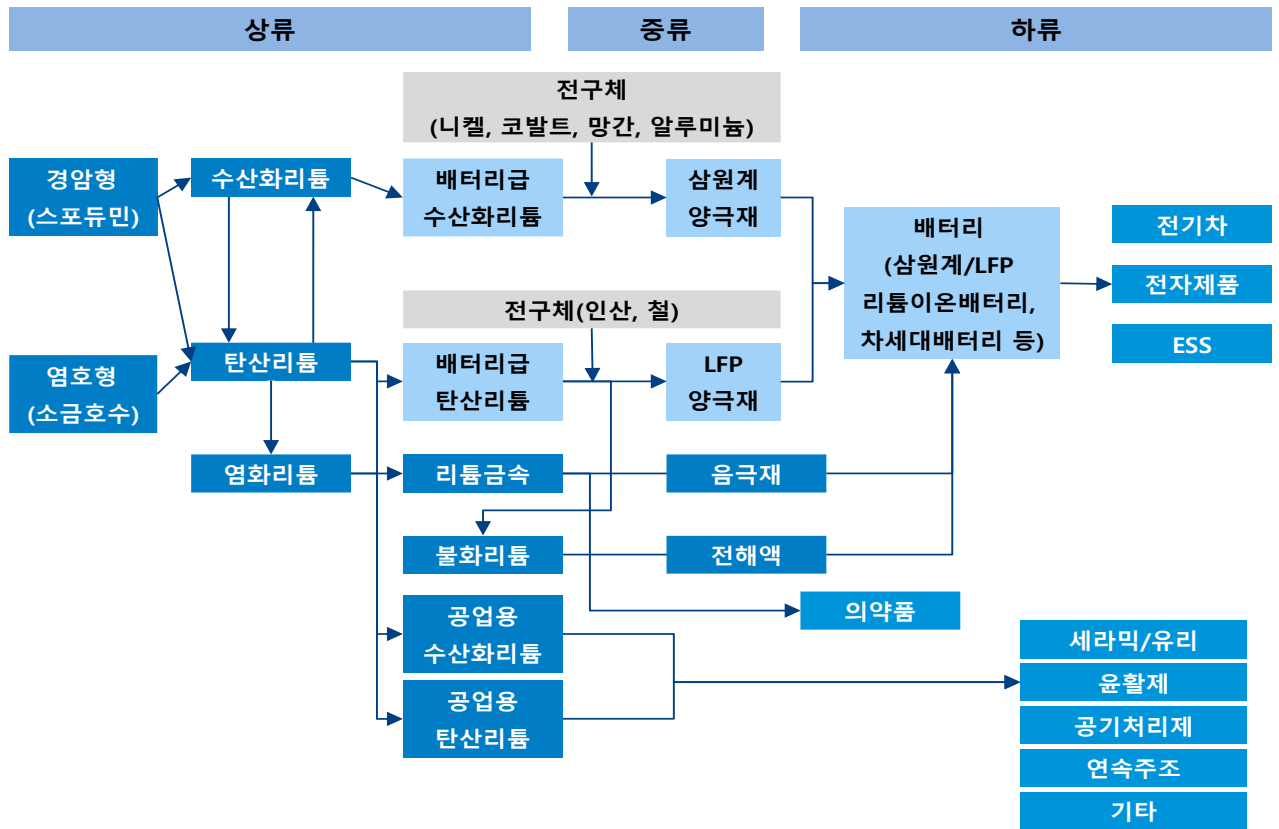 상류
중류
하류
전구체
(니켈, 코발트, 망간, 알루미늄)
경암형
(스포듀민)
수산화리튬
배터리급
수산화리튬
삼원계
양극재
배터리
(삼원계/LFP
리튬이온배터리,
차세대배터리 등)
전기차
전자제품
ESS
전구체(인산, 철)
염호형
(소금호수)
탄산리튬
배터리급
탄산리튬
LFP
양극재
염화리튬
리튬금속
음극재
불화리튬
전해액
공업용
수산화리튬
의약품
공업용
탄산리튬
세라믹/유리
윤활제
공기처리제
연속주조
기타